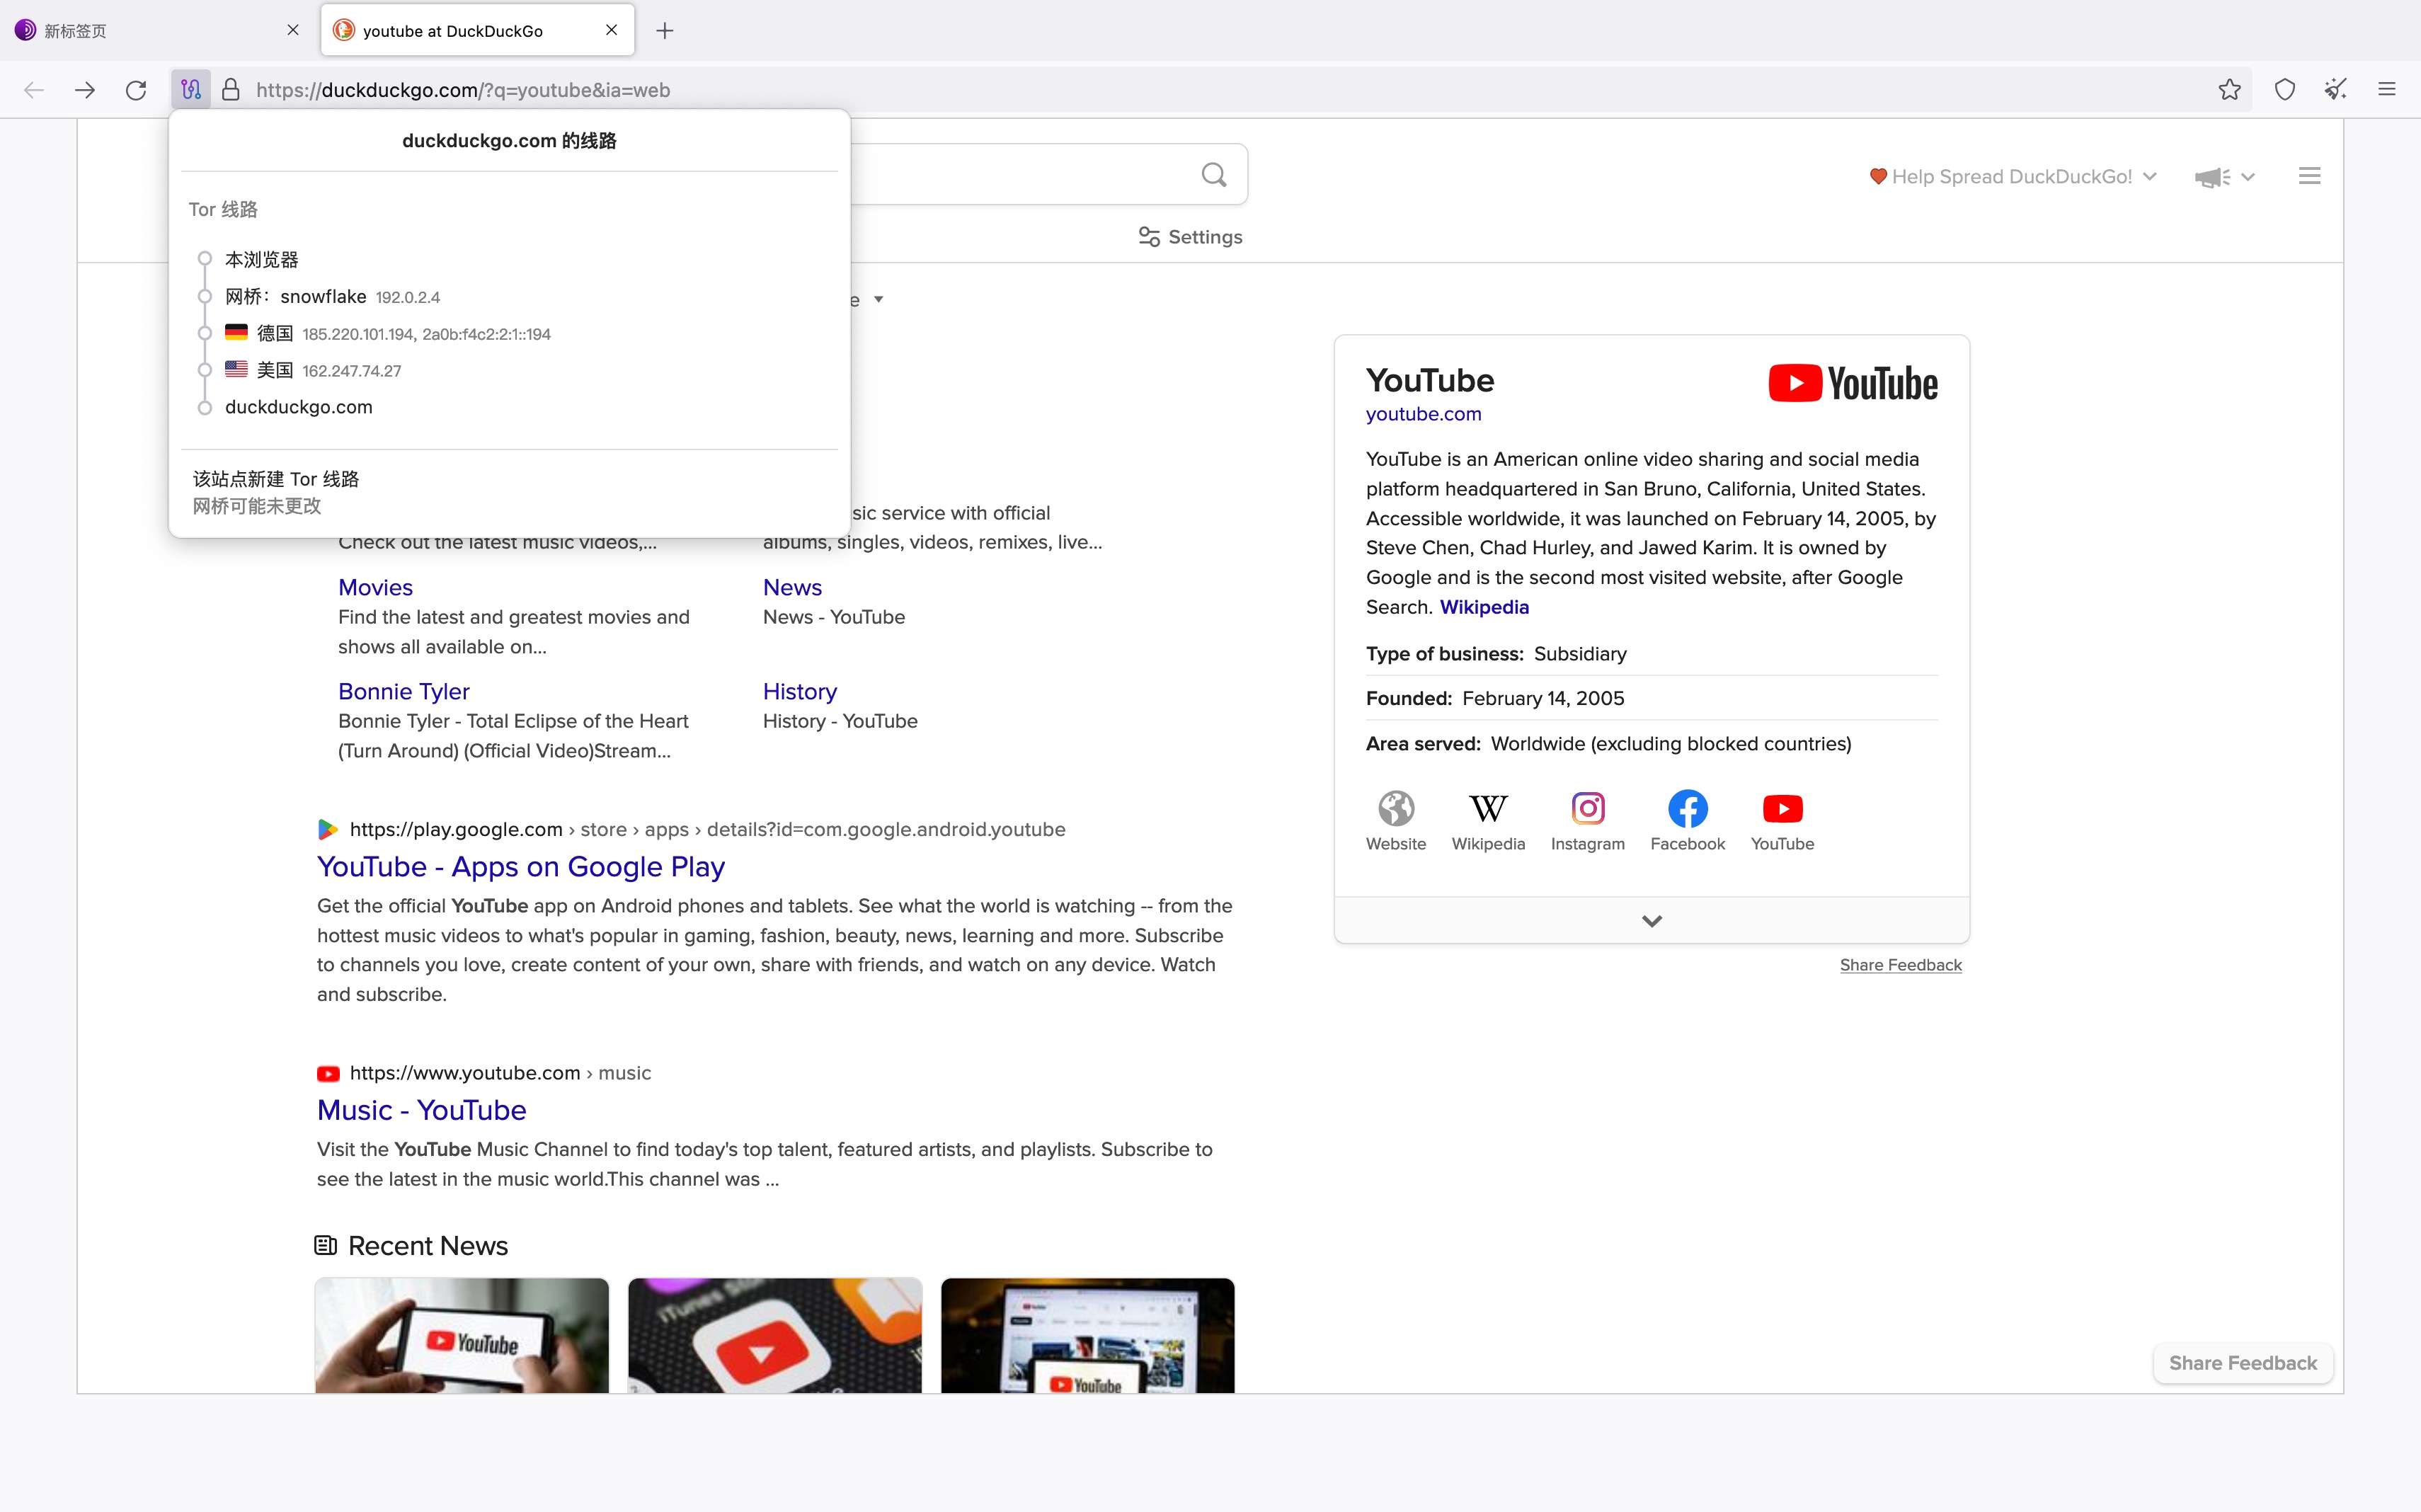 新标签页
youtube at DuckDuckGo
https://duckduckgo.com/?q=youtube&ia=web
duckduckgo.com 的线路
Tor 线路
本浏览器
网桥：snowflake 192.0.2.4
德国 185.220.101.194, 2a0b:f4c2:2:1::194
美国 162.247.74.27
duckduckgo.com
该站点新建 Tor 线路
网桥可能未更改
Help Spread DuckDuckGo!
Settings
e
sic service with official
Check out the latest music videos,...
albums, singles, videos, remixes, live...
Movies
Find the latest and greatest movies and
shows all available on...
News
News - YouTube
Bonnie Tyler
Bonnie Tyler - Total Eclipse of the Heart
(Turn Around) (Official Video)Stream...
History
History - YouTube
https://play.google.com › store › apps › details?id=com.google.android.youtube
YouTube - Apps on Google Play
Get the official YouTube app on Android phones and tablets. See what the world is watching -- from the
hottest music videos to what's popular in gaming, fashion, beauty, news, learning and more. Subscribe
to channels you love, create content of your own, share with friends, and watch on any device. Watch
and subscribe.
https://www.youtube.com › music
Music - YouTube
Visit the YouTube Music Channel to find today's top talent, featured artists, and playlists. Subscribe to
see the latest in the music world.This channel was ...
Recent News
YouTube
iTunes
YouTube
YouTube
YouTube
youtube.com
YouTube is an American online video sharing and social media
platform headquartered in San Bruno, California, United States.
Accessible worldwide, it was launched on February 14, 2005, by
Steve Chen, Chad Hurley, and Jawed Karim. It is owned by
Google and is the second most visited website, after Google
Search. Wikipedia
Type of business: Subsidiary
Founded: February 14, 2005
Area served: Worldwide (excluding blocked countries)
W
Website
Wikipedia
Instagram
Facebook
YouTube
Share Feedback
Share Feedback